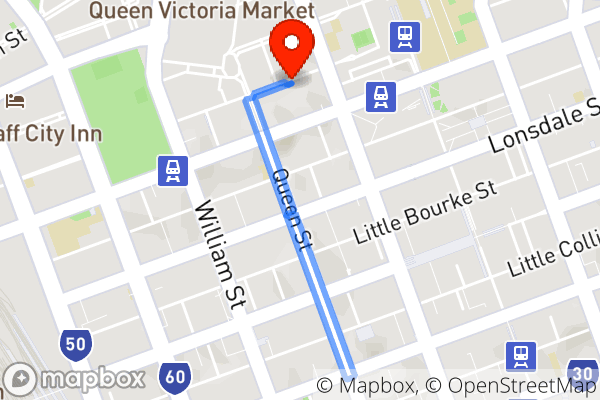 Queen Victoria Market
St
aff City Inn
Lonsdale S
Queen St
Little Bourke St
William St
Little Colli
50
60
30
mapbox
© Mapbox, © OpenStreetMap